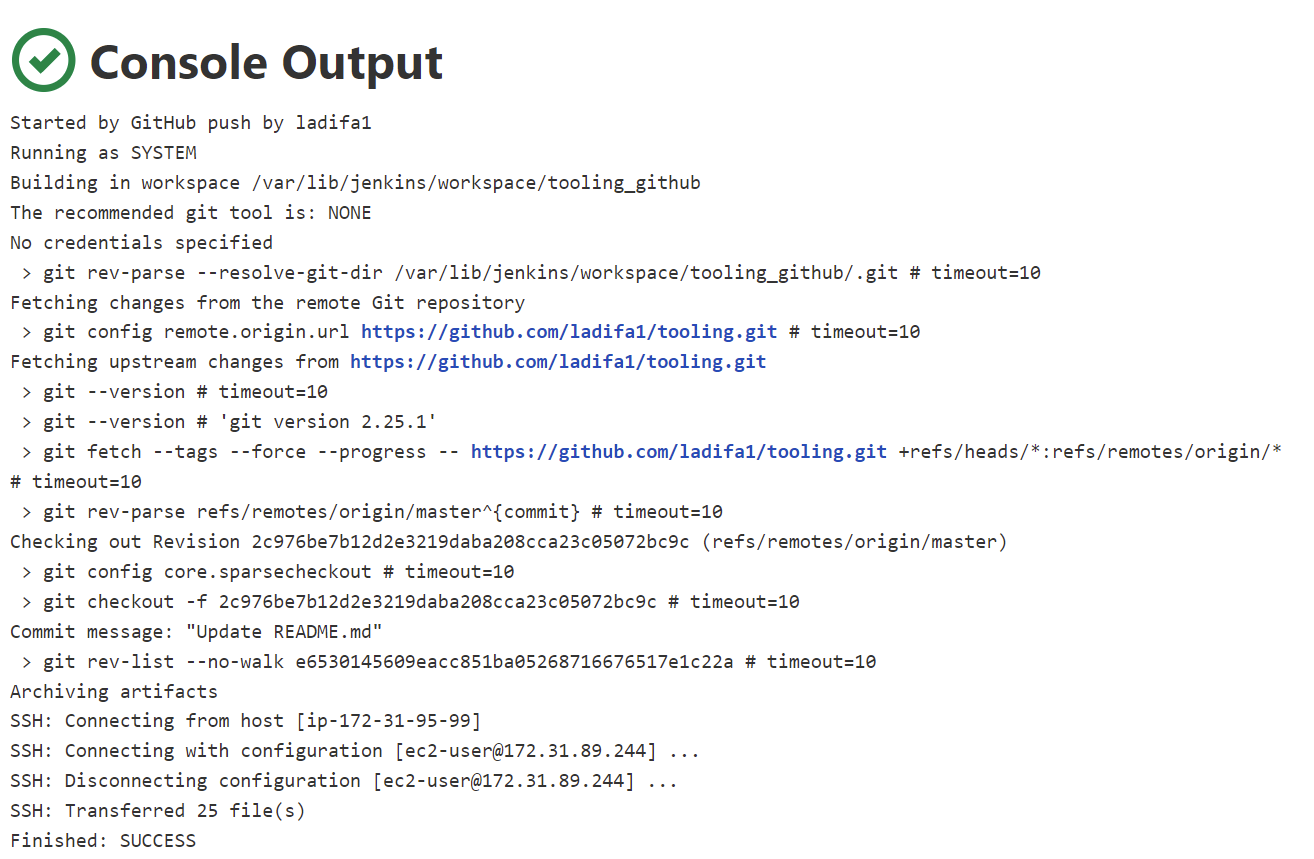 Console Output
Started by GitHub push by ladifa1
Running as SYSTEM
Building in workspace /var/lib/jenkins/workspace/tooling_github
The recommended git tool is: NONE
No credentials specified
 > git rev-parse --resolve-git-dir /var/lib/jenkins/workspace/tooling_github/.git # timeout=10
Fetching changes from the remote Git repository
 > git config remote.origin.url https://github.com/ladifa1/tooling.git # timeout=10
Fetching upstream changes from https://github.com/ladifa1/tooling.git
 > git --version # timeout=10
 > git --version # 'git version 2.25.1'
 > git fetch --tags --force --progress -- https://github.com/ladifa1/tooling.git +refs/heads/*:refs/remotes/origin/*
# timeout=10
 > git rev-parse refs/remotes/origin/master^{commit} # timeout=10
Checking out Revision 2c976be7b12d2e3219daba208cca23c05072bc9c (refs/remotes/origin/master)
 > git config core.sparsecheckout # timeout=10
 > git checkout -f 2c976be7b12d2e3219daba208cca23c05072bc9c # timeout=10
Commit message: "Update README.md"
 > git rev-list --no-walk e6530145609eacc851ba05268716676517e1c22a # timeout=10
Archiving artifacts
SSH: Connecting from host [ip-172-31-95-99]
SSH: Connecting with configuration [ec2-user@172.31.89.244] ...
SSH: Disconnecting configuration [ec2-user@172.31.89.244] ...
SSH: Transferred 25 file(s)
Finished: SUCCESS